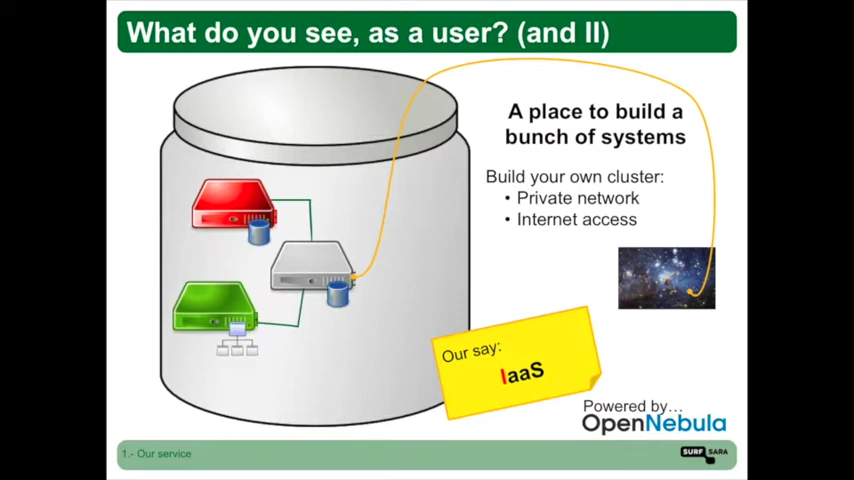 What do you see, as a user? (and II)
A place to build a
bunch of systems
Build your own cluster:
• Private network
• Internet access
Our say:
IaaS
Powered by…
OpenNebula
1.- Our service
SURF SARA